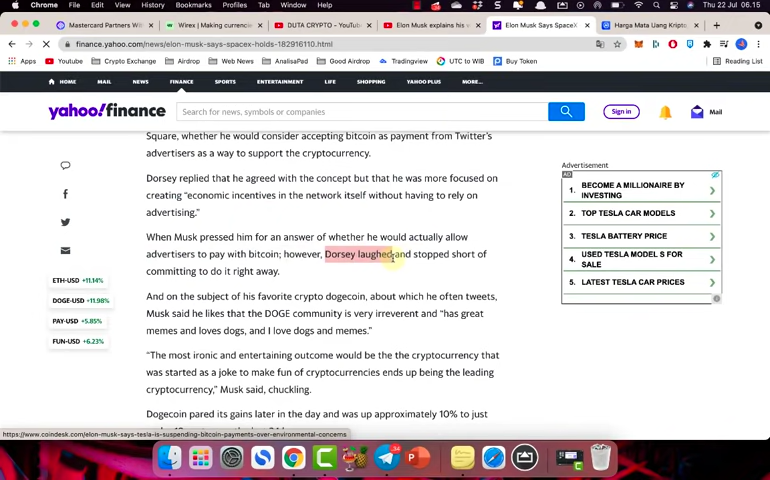 Chrome File Edit View History Bookmarks Profiles Tab Window Help
Thu 22 Jul 06.15
Mastercard Partners Wit
Wirex | Making currenci
DUTA CRYPTO - YouTube
Elon Musk explains his v
Elon Musk Says SpaceX
Harga Mata Uang Kripto
finance.yahoo.com/news/elon-musk-says-spacex-holds-182916110.html
Apps Youtube Crypto Exchange Airdrop NetWork AnalisaPad Good Airdrop Trending Crypto UTC to WIB Buy Token Reading List
HOME MAIL NEWS FINANCE SPORTS ENTERTAINMENT LIFE SHOPPING YAHOO PLUS MORE...
yahoo!finance
Search for news, symbols or companies
Sign in
Mail
Square, whether he would consider accepting bitcoin as payment from Twitter's
advertisers as a way to support the cryptocurrency.
Dorsey replied that he agreed with the concept but that he was more focused on
creating “economic incentives in the network itself without having to rely on
advertising.”
When Musk pressed him for an answer of whether he would actually allow
advertisers to pay with bitcoin; however, Dorsey laughed and stopped short of
committing to do it right away.
And on the subject of his favorite crypto dogecoin, about which he often tweets,
Musk said he likes that the DOGE community is very irreverent and “has great
memes and loves dogs, and I love dogs and memes.”
“The most ironic and entertaining outcome would be the the cryptocurrency that
was started as a joke to make fun of cryptocurrencies ends up being the leading
cryptocurrency,” Musk said, chuckling.
Dogecoin pared its gains later in the day and was up approximately 10% to just
ETH-USD +11.14%
DOGE-USD +11.98%
PAY-USD +5.85%
FUN-USD +6.23%
Advertisement
AD
1. BECOME A MILLIONAIRE BY
INVESTING
2. TOP TESLA CAR MODELS
3. TESLA BATTERY PRICE
4. USED TESLA MODEL S FOR
SALE
5. LATEST TESLA CAR PRICES
https://www.coindesk.com/elon-musk-says-tesla-is-suspending-bitcoin-payments-over-environmental-concerns